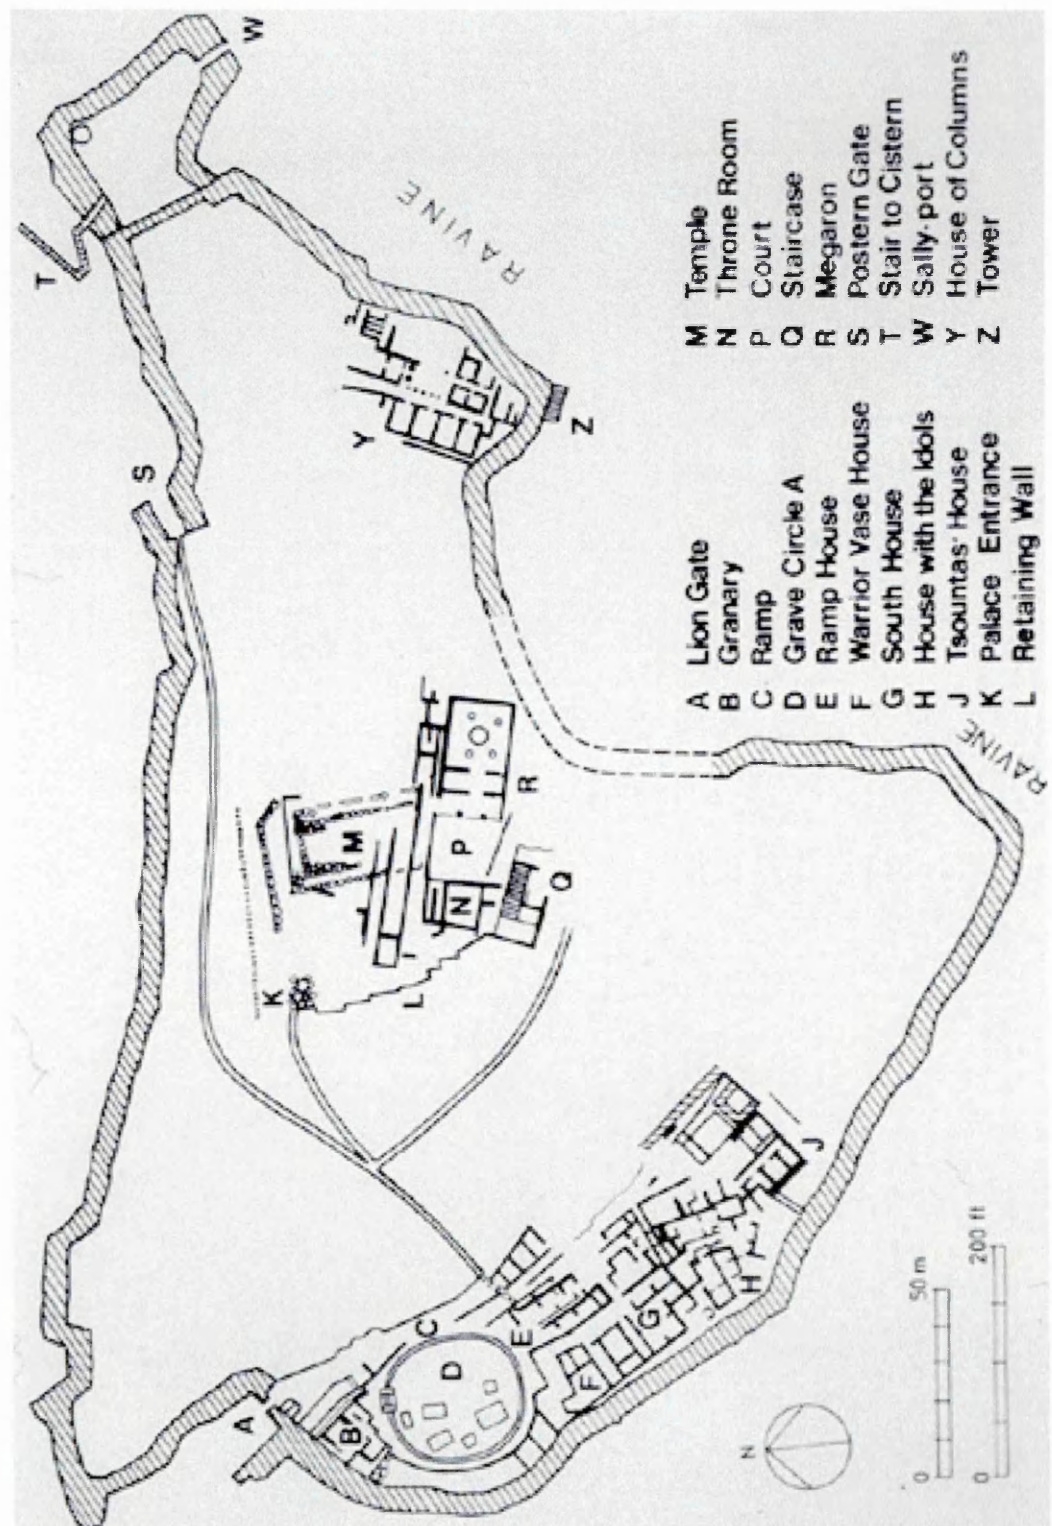 W
T
S
RAVINE
Y
Z
K
M
L
N
P
Q
R
RAVINE
A
B
C
D
E
F
G
H
J
N
0 50 m
0 200 ft
A Lion Gate
B Granary
C Ramp
D Grave Circle A
E Ramp House
F Warrior Vase House
G South House
H House with the Idols
J Tsountas' House
K Palace Entrance
L Retaining Wall
M Temple
N Throne Room
P Court
Q Staircase
R Megaron
S Postern Gate
T Stair to Cistern
W Sally-port
Y House of Columns
Z Tower